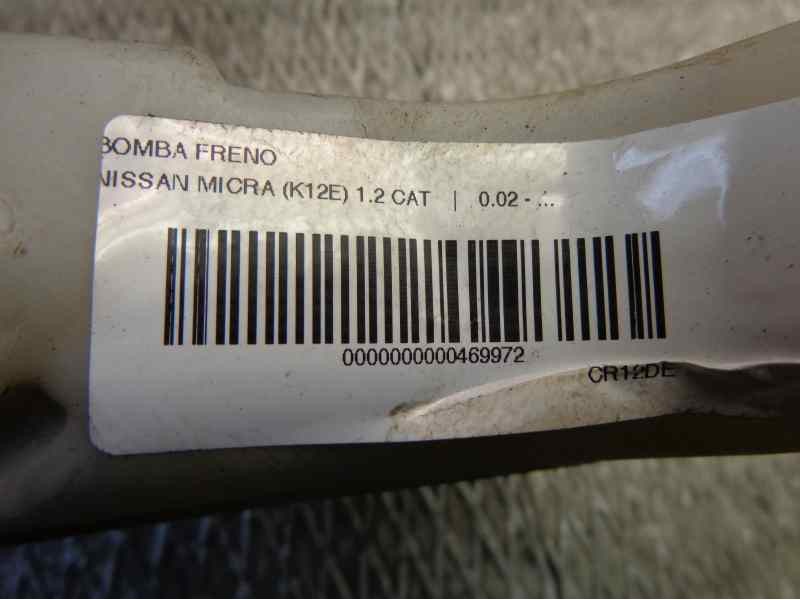 BOMBA FRENO
NISSAN MICRA (K12E) 1.2 CAT | 0.02 - ...
0000000000469972
CR12DE